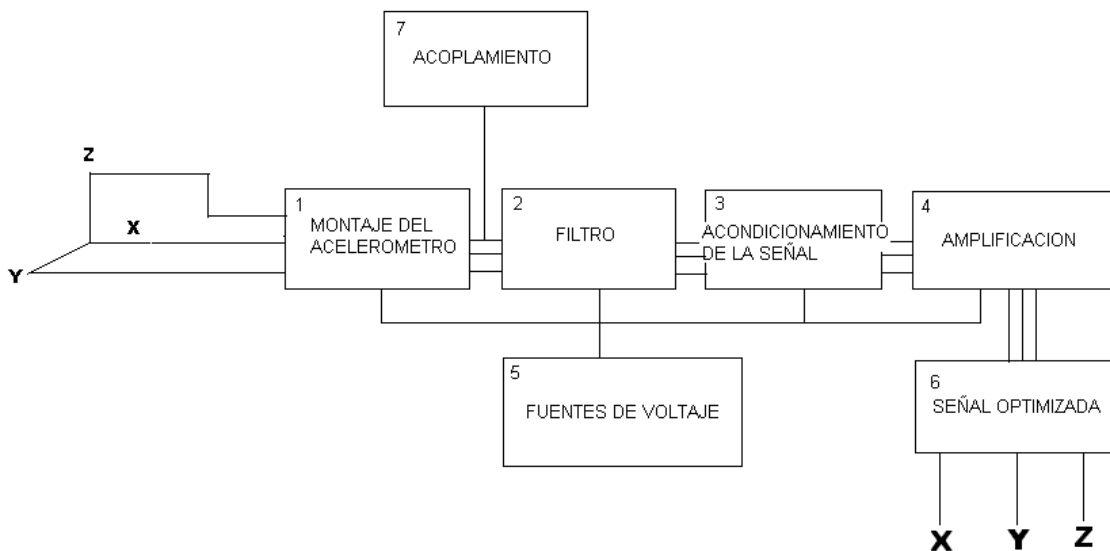 7
ACOPLAMIENTO
Z
X
Y
1
MONTAJE DEL
ACELEROMETRO
2
FILTRO
3
ACONDICIONAMIENTO
DE LA SEÑAL
4
AMPLIFICACION
5
FUENTES DE VOLTAJE
6
SEÑAL OPTIMIZADA
X
Y
Z